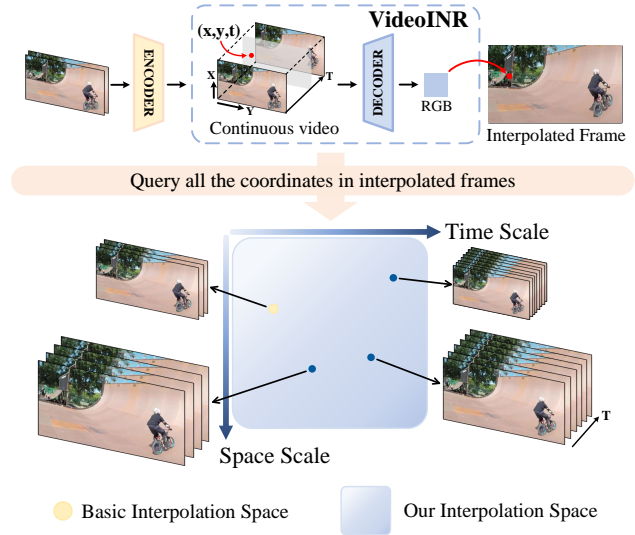 VideoINR
(x,y,t)
ENCODER
X
Y
T
Continuous video
DECODER
RGB
Interpolated Frame
Query all the coordinates in interpolated frames
Time Scale
T
Space Scale
Basic Interpolation Space
Our Interpolation Space